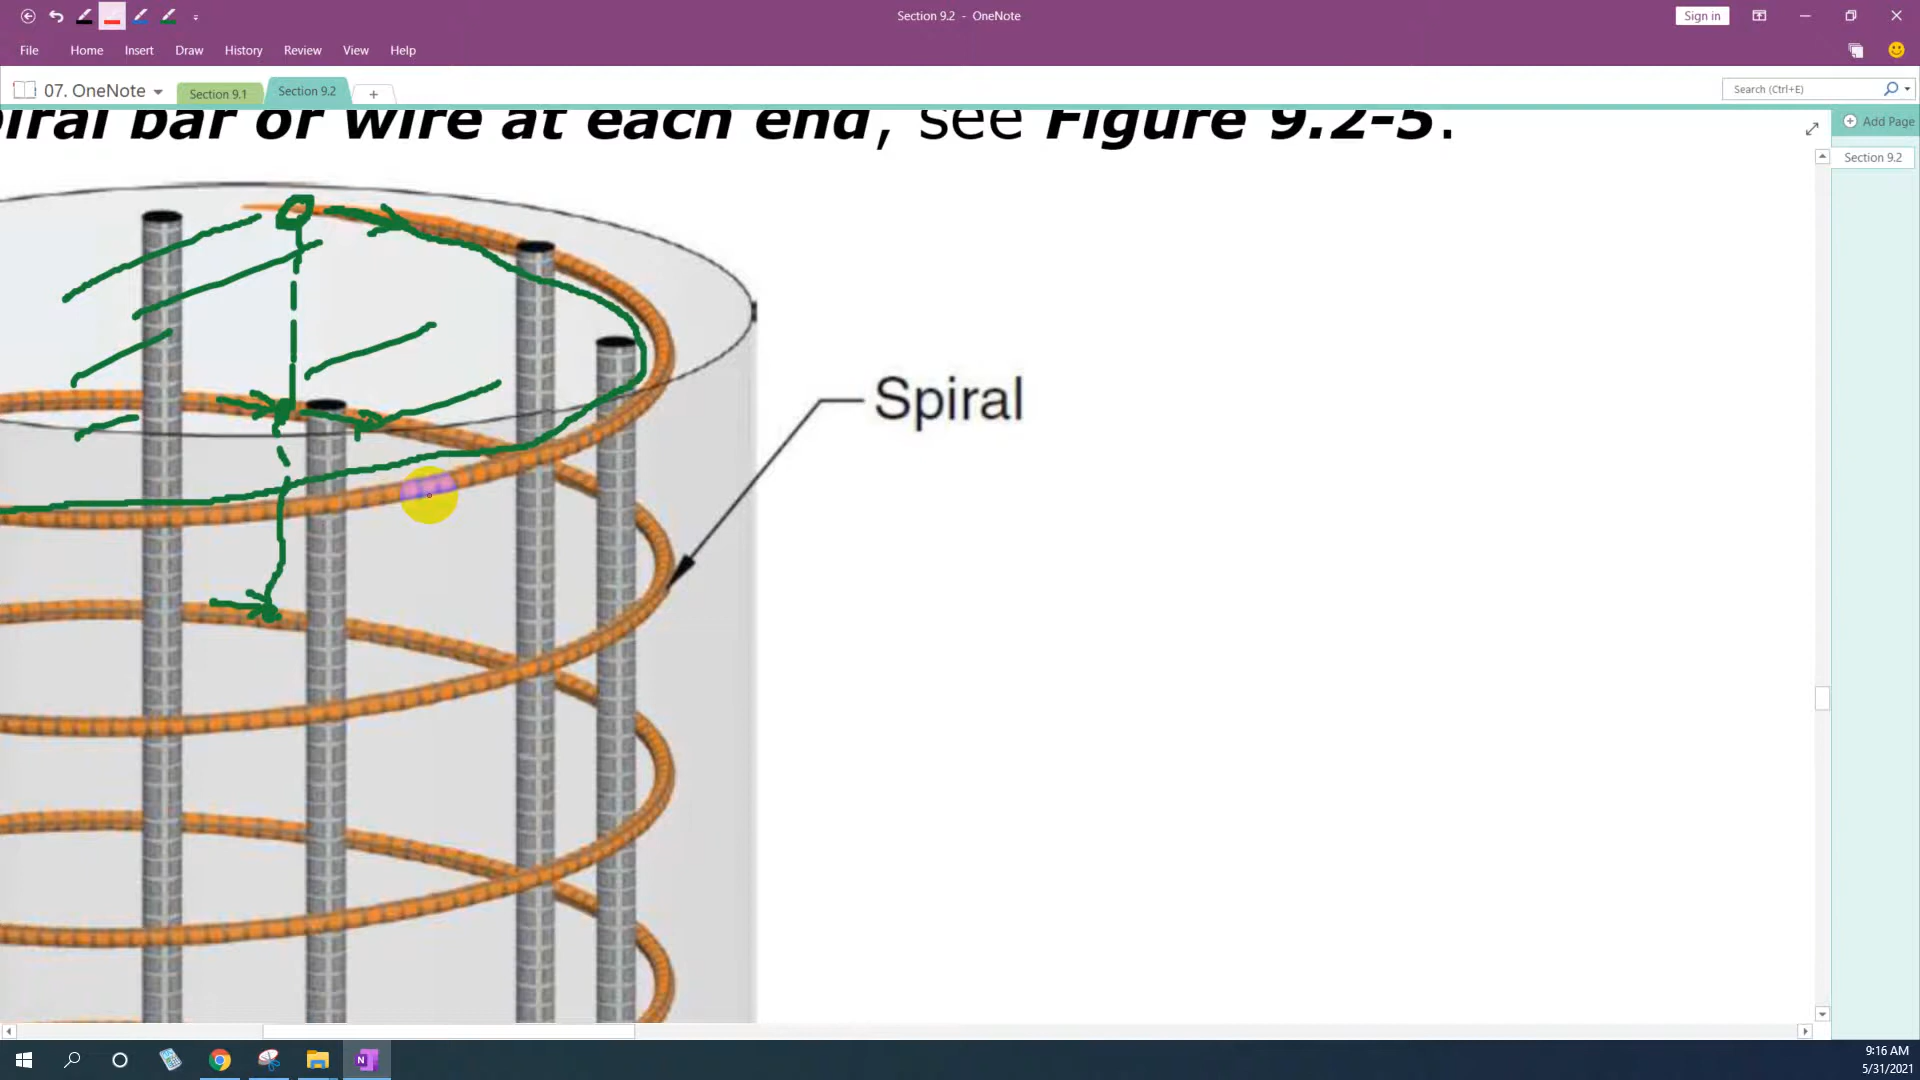 Section 9.2 - OneNote
Sign in
File Home Insert Draw History Review View Help
07. OneNote Section 9.1 Section 9.2 +
Search (Ctrl+E)
piral bar or wire at each end, see Figure 9.2-5.
Add Page
Section 9.2
Spiral
N
9:16 AM
5/31/2021